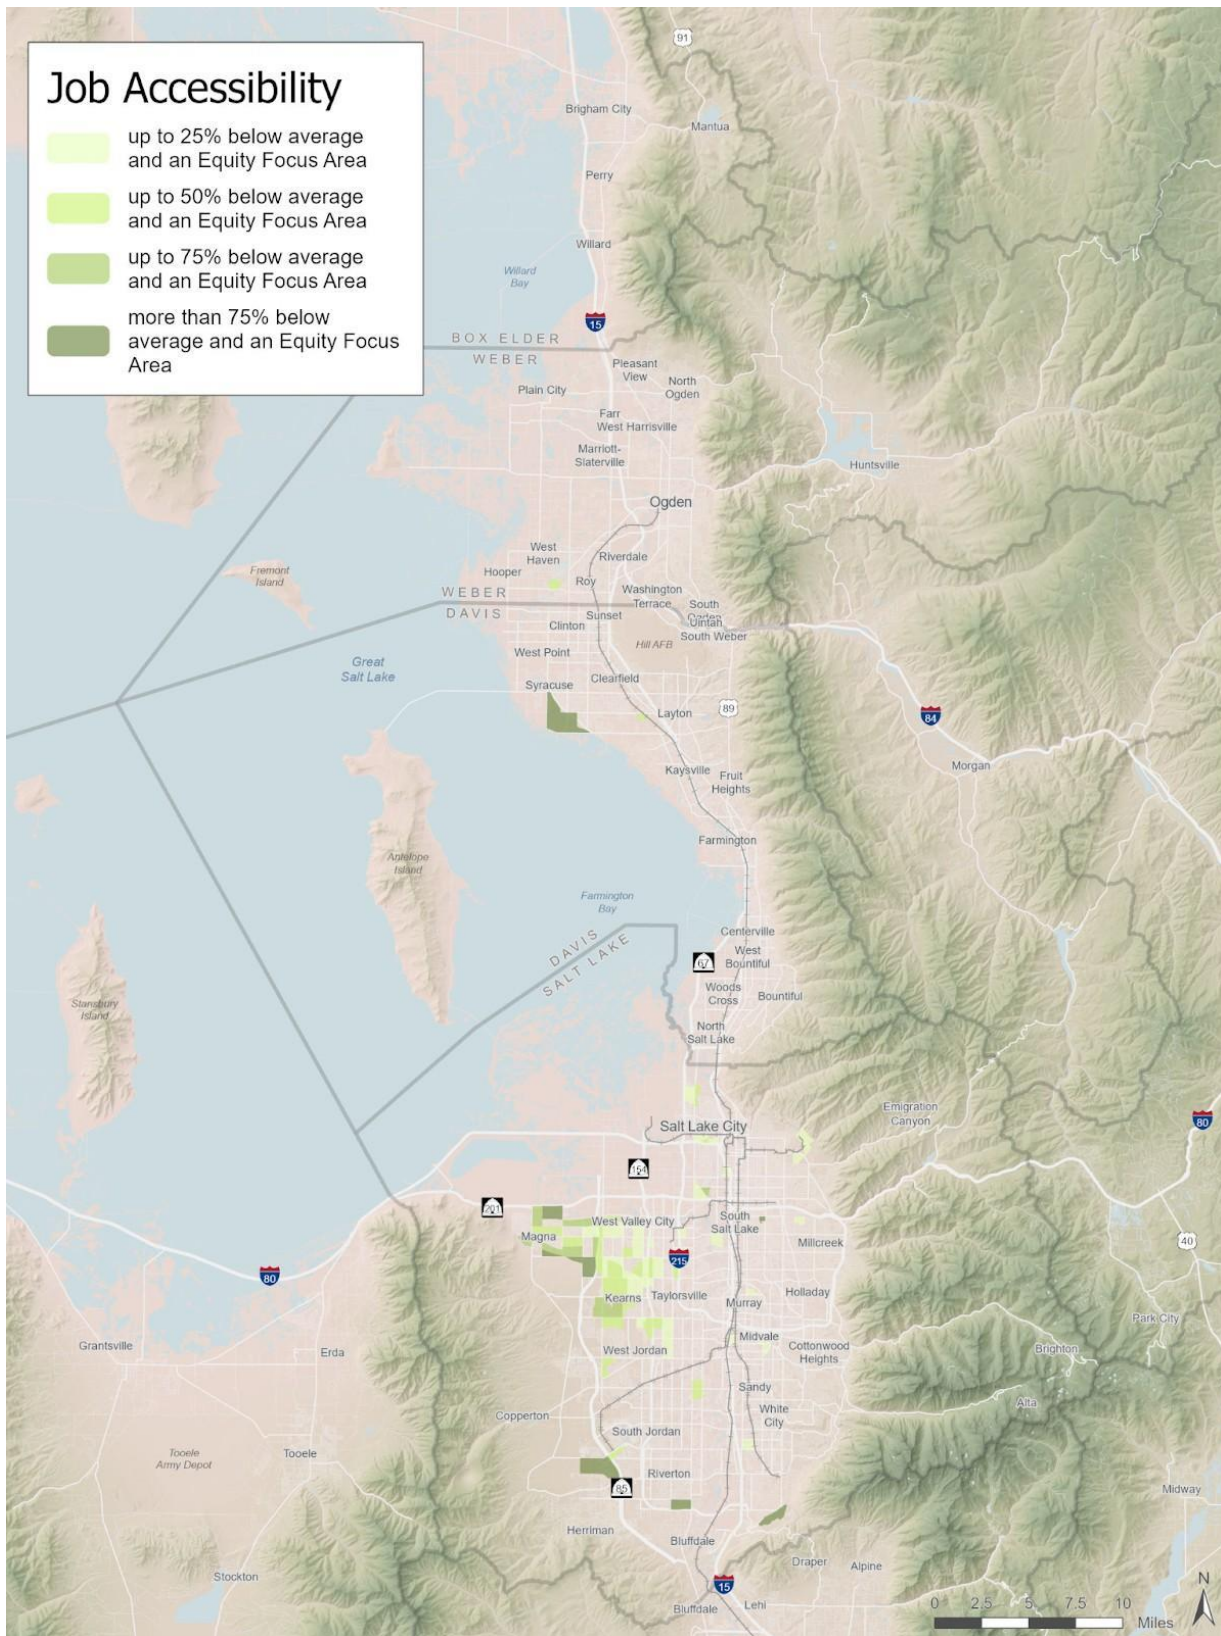 Job Accessibility
up to 25% below average
and an Equity Focus Area
up to 50% below average
and an Equity Focus Area
up to 75% below average
and an Equity Focus Area
more than 75% below
average and an Equity Focus
Area
91
Brigham City
Mantua
Perry
Willard
Willard
Bay
15
BOX ELDER
WEBER
Pleasant
View
North
Ogden
Plain City
Farr
West Harrisville
Marriott-
Slaterville
Huntsville
Ogden
West
Haven
Riverdale
Hooper
Roy
Fremont
Island
Washington
Terrace
WEBER
DAVIS
South
Ogden
Uintah
South Weber
Sunset
Clinton
Hill AFB
West Point
Great
Salt Lake
Clearfield
Syracuse
Layton
89
84
Morgan
Kaysville
Fruit
Heights
Farmington
Antelope
Island
Farmington
Bay
DAVIS
SALT LAKE
Centerville
West
Bountiful
67
Woods
Cross
Bountiful
Stansbury
Island
North
Salt Lake
Emigration
Canyon
80
Salt Lake City
154
201
Magna
West Valley City
South
Salt Lake
Millcreek
40
215
80
Kearns
Taylorsville
Murray
Holladay
Park City
Grantsville
Erda
Midvale
Cottonwood
Heights
Brighton
West Jordan
Sandy
White
City
Alta
Copperton
South Jordan
Tooele
Army Depot
Tooele
Riverton
85
Midway
Herriman
Bluffdale
Draper
Alpine
Stockton
15
Bluffdale
Lehi
N
0 2.5 5 7.5 10
Miles